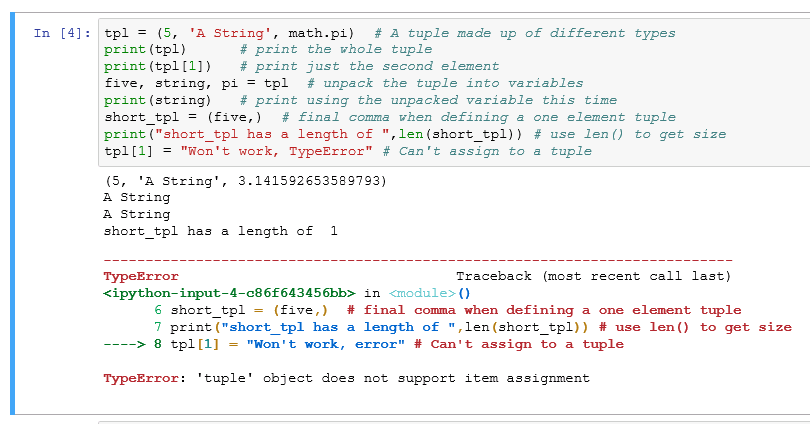 In [4]: tpl = (5, 'A String', math.pi)  # A tuple made up of different types
print(tpl)      # print the whole tuple
print(tpl[1])   # print just the second element
five, string, pi = tpl  # unpack the tuple into variables
print(string)   # print using the unpacked variable this time
short_tpl = (five,)  # final comma when defining a one element tuple
print("short_tpl has a length of ",len(short_tpl)) # use len() to get size
tpl[1] = "Won't work, TypeError" # Can't assign to a tuple
(5, 'A String', 3.141592653589793)
A String
A String
short_tpl has a length of  1
---------------------------------------------------------------------------
TypeError                                 Traceback (most recent call last)
<ipython-input-4-c86f643456bb> in <module>()
      6 short_tpl = (five,)  # final comma when defining a one element tuple
      7 print("short_tpl has a length of ",len(short_tpl)) # use len() to get size
----> 8 tpl[1] = "Won't work, error" # Can't assign to a tuple
TypeError: 'tuple' object does not support item assignment